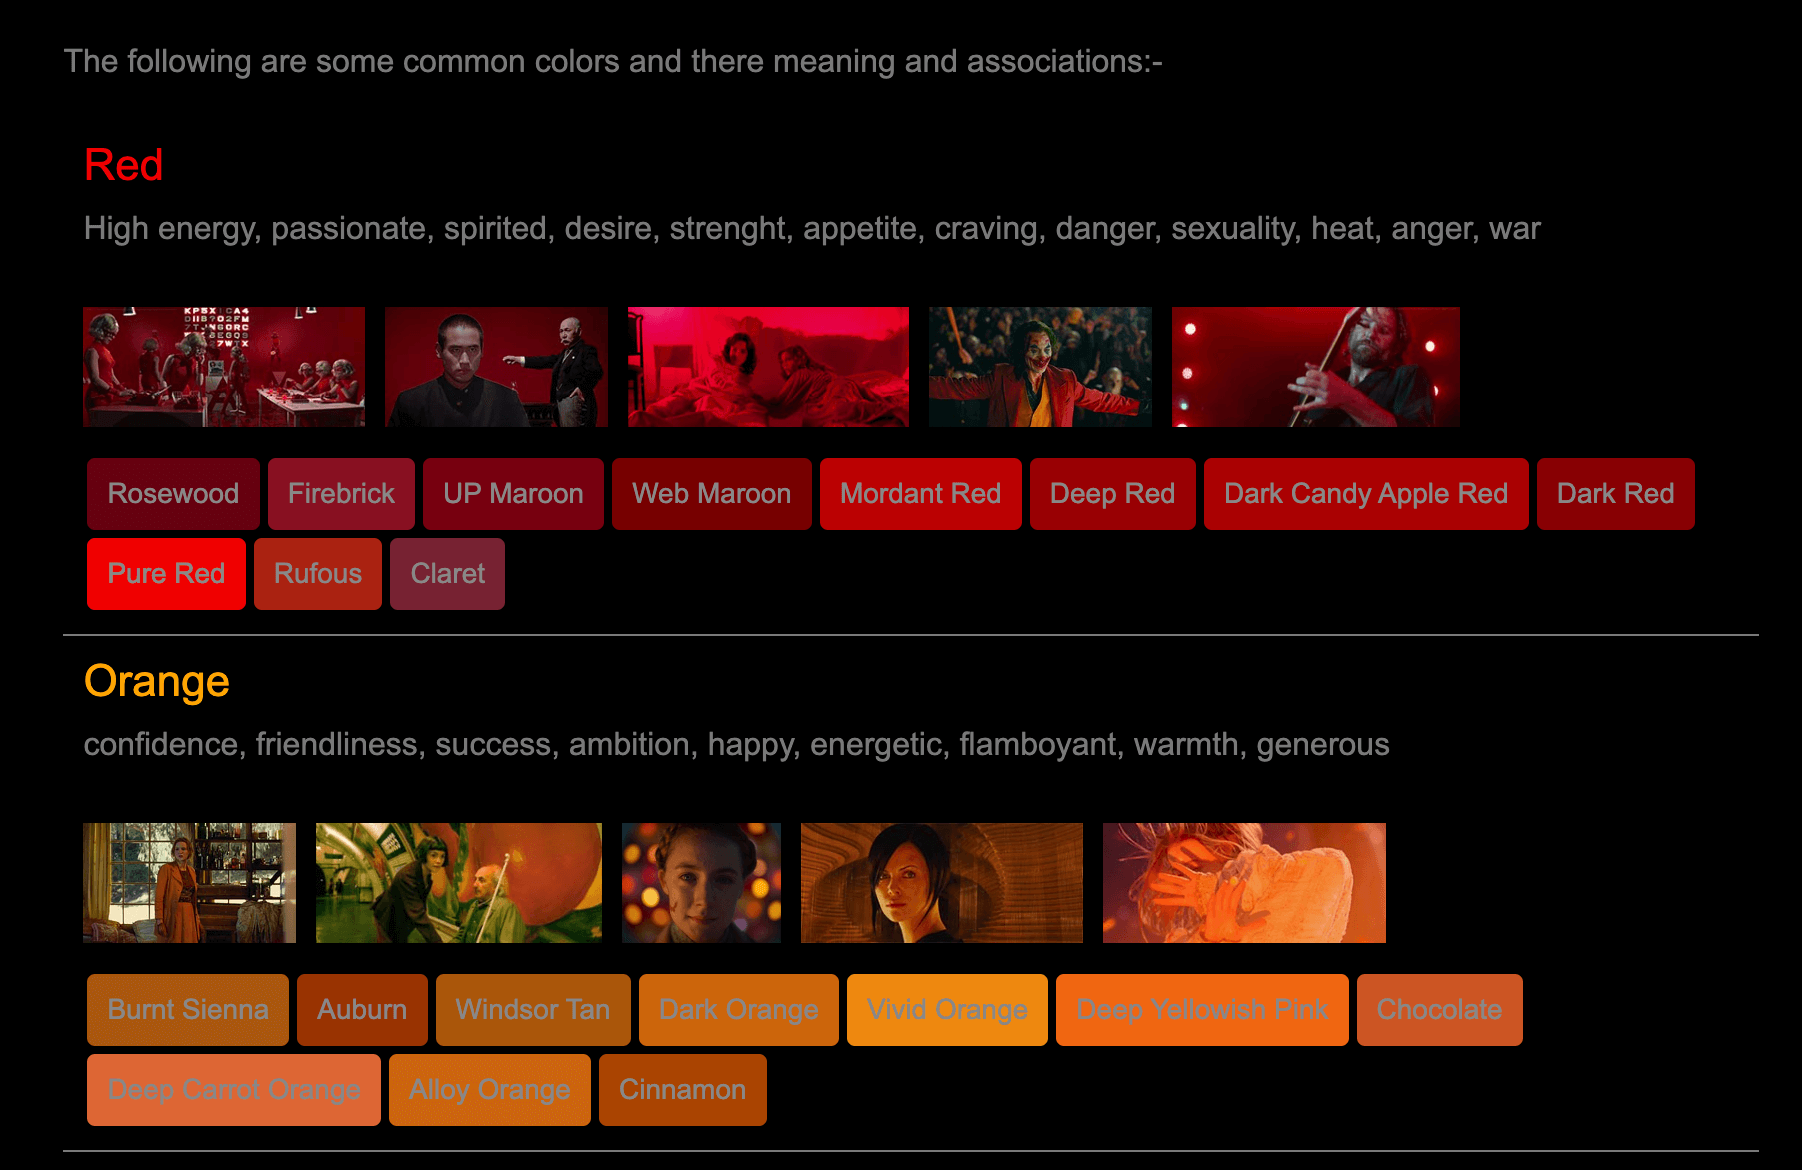 The following are some common colors and there meaning and associations:-
Red
High energy, passionate, spirited, desire, strenght, appetite, craving, danger, sexuality, heat, anger, war
Rosewood Firebrick UP Maroon Web Maroon Mordant Red Deep Red Dark Candy Apple Red Dark Red
Pure Red Rufous Claret
Orange
confidence, friendliness, success, ambition, happy, energetic, flamboyant, warmth, generous
Burnt Sienna Auburn Windsor Tan Dark Orange Vivid Orange Deep Yellowish Pink Chocolate
Deep Carrot Orange Alloy Orange Cinnamon